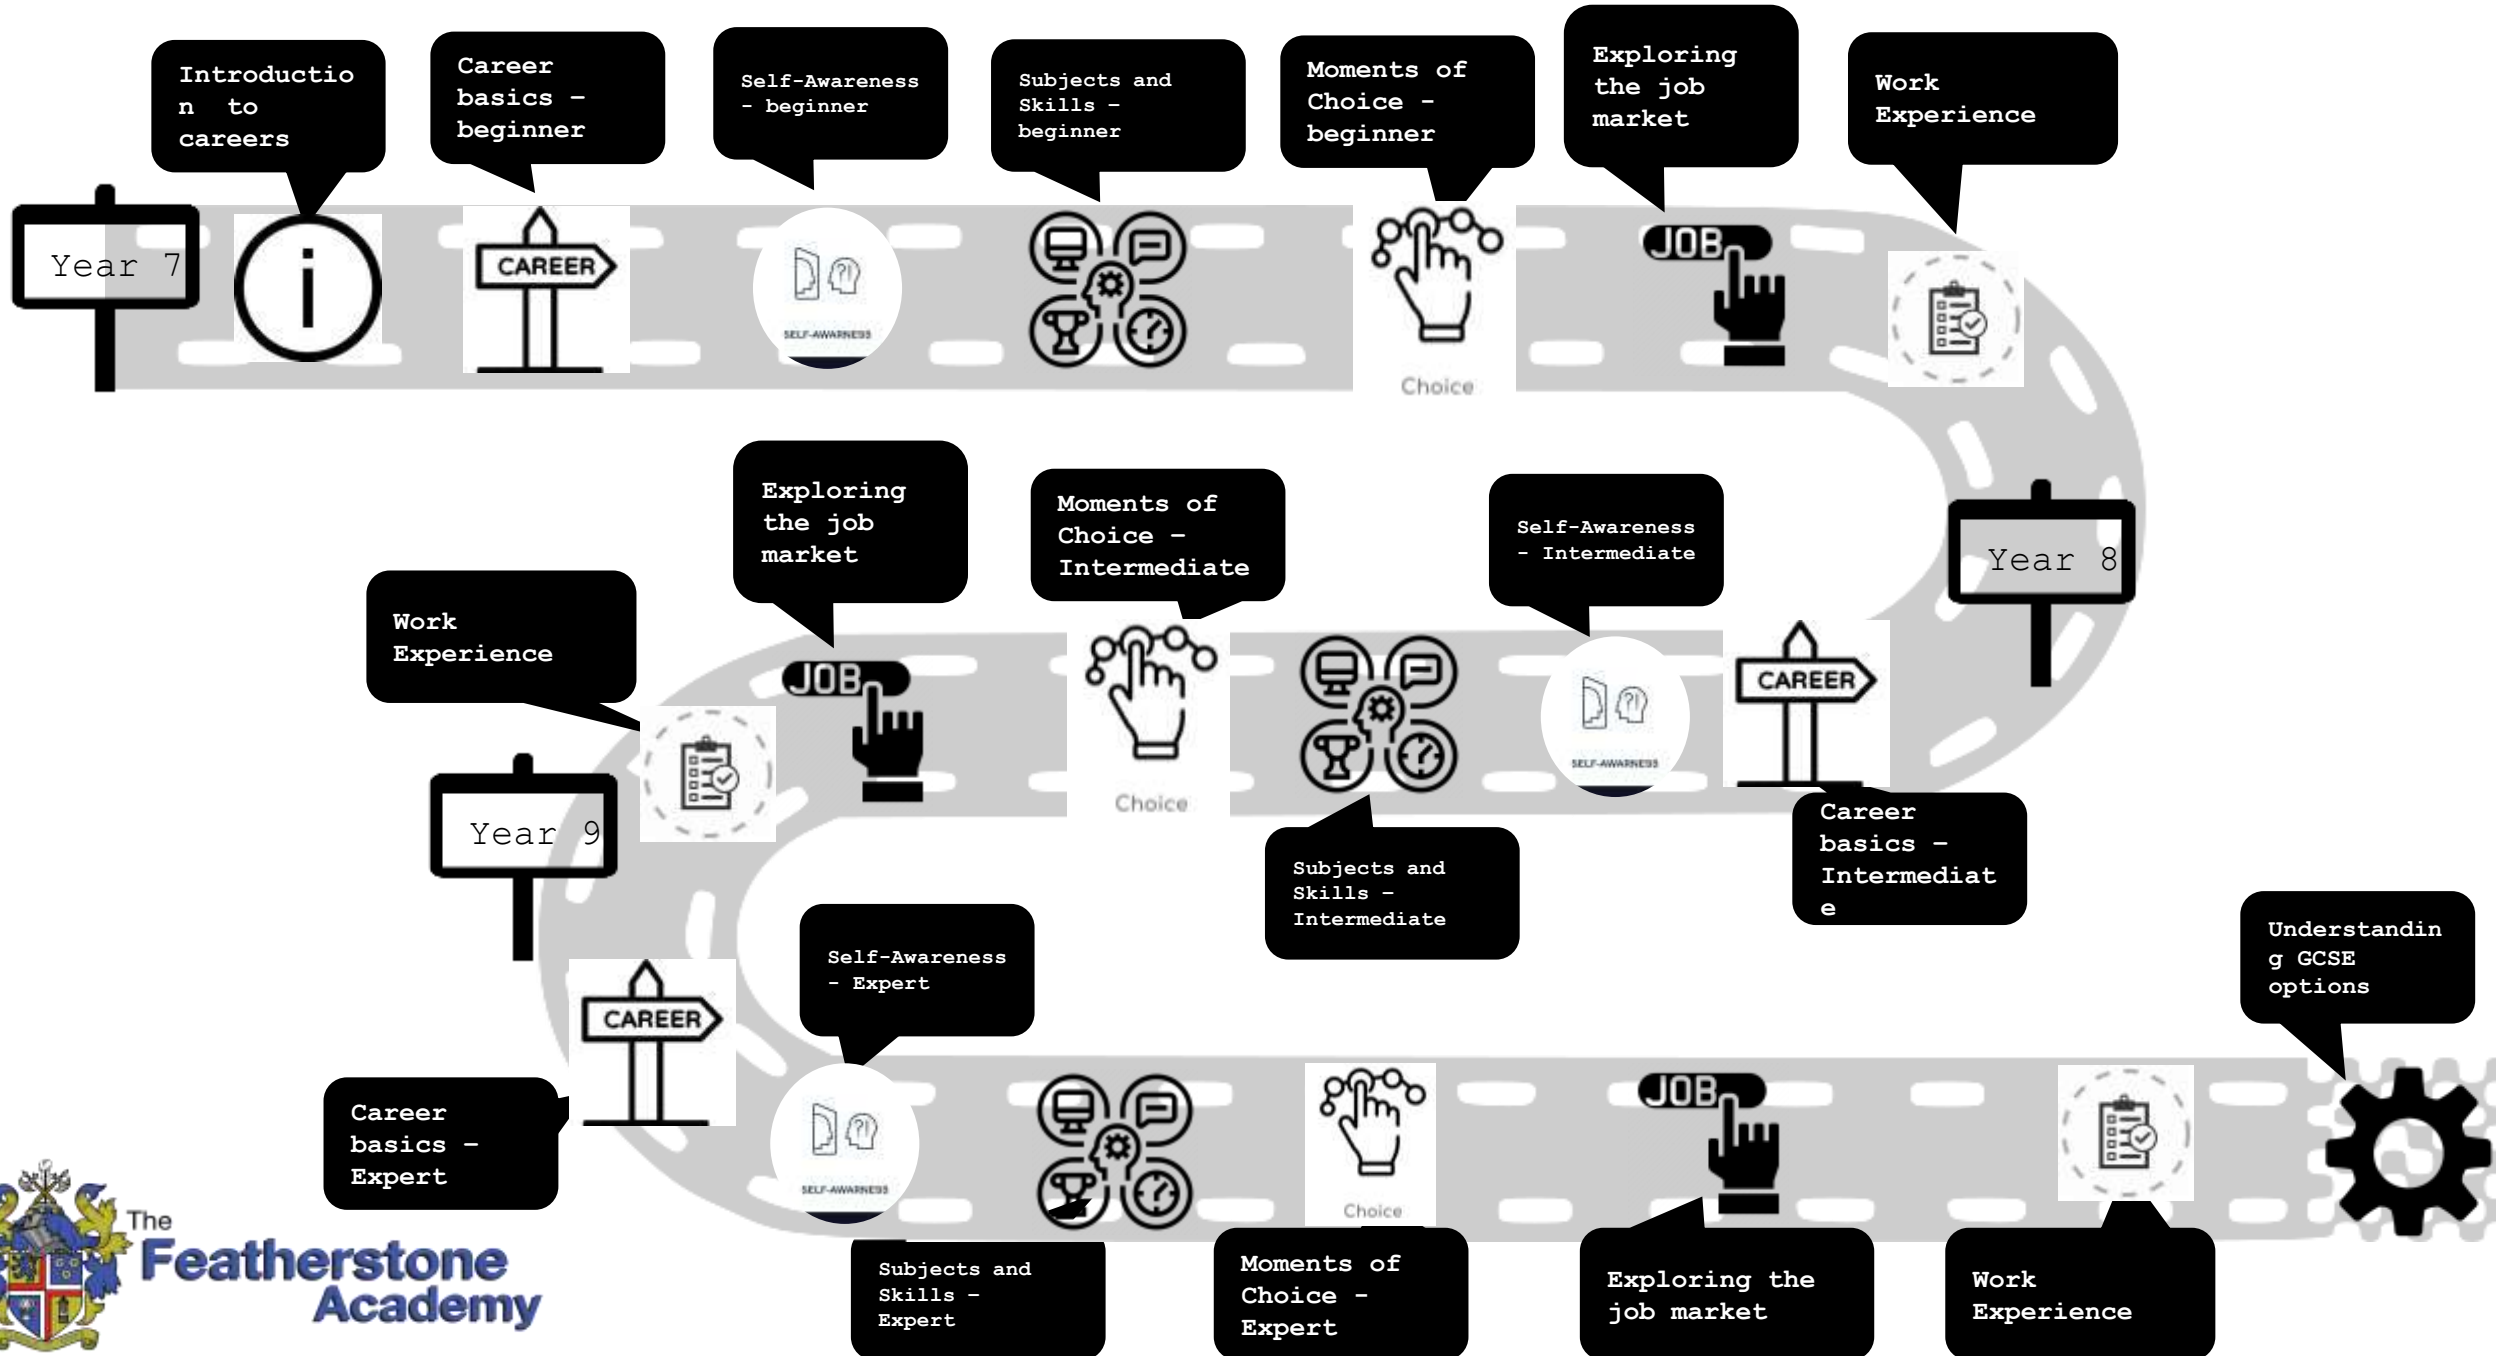 Introductio
n to
careers
Career
basics –
beginner
Self-Awareness
- beginner
Subjects and
Skills –
beginner
Moments of
Choice -
beginner
Exploring
the job
market
Work
Experience
Year 7
i
CAREER
SELF-AWARNESS
Choice
JOB
Year 8
Career
basics –
Intermediat
e
CAREER
Self-Awareness
- Intermediate
SELF-AWARNESS
Subjects and
Skills –
Intermediate
Moments of
Choice –
Intermediate
Choice
Exploring
the job
market
JOB
Work
Experience
Year 9
Career
basics –
Expert
CAREER
Self-Awareness
- Expert
SELF-AWARNESS
Subjects and
Skills –
Expert
Choice
Moments of
Choice -
Expert
JOB
Exploring the
job market
Work
Experience
Understandin
g GCSE
options
The
Featherstone
Academy